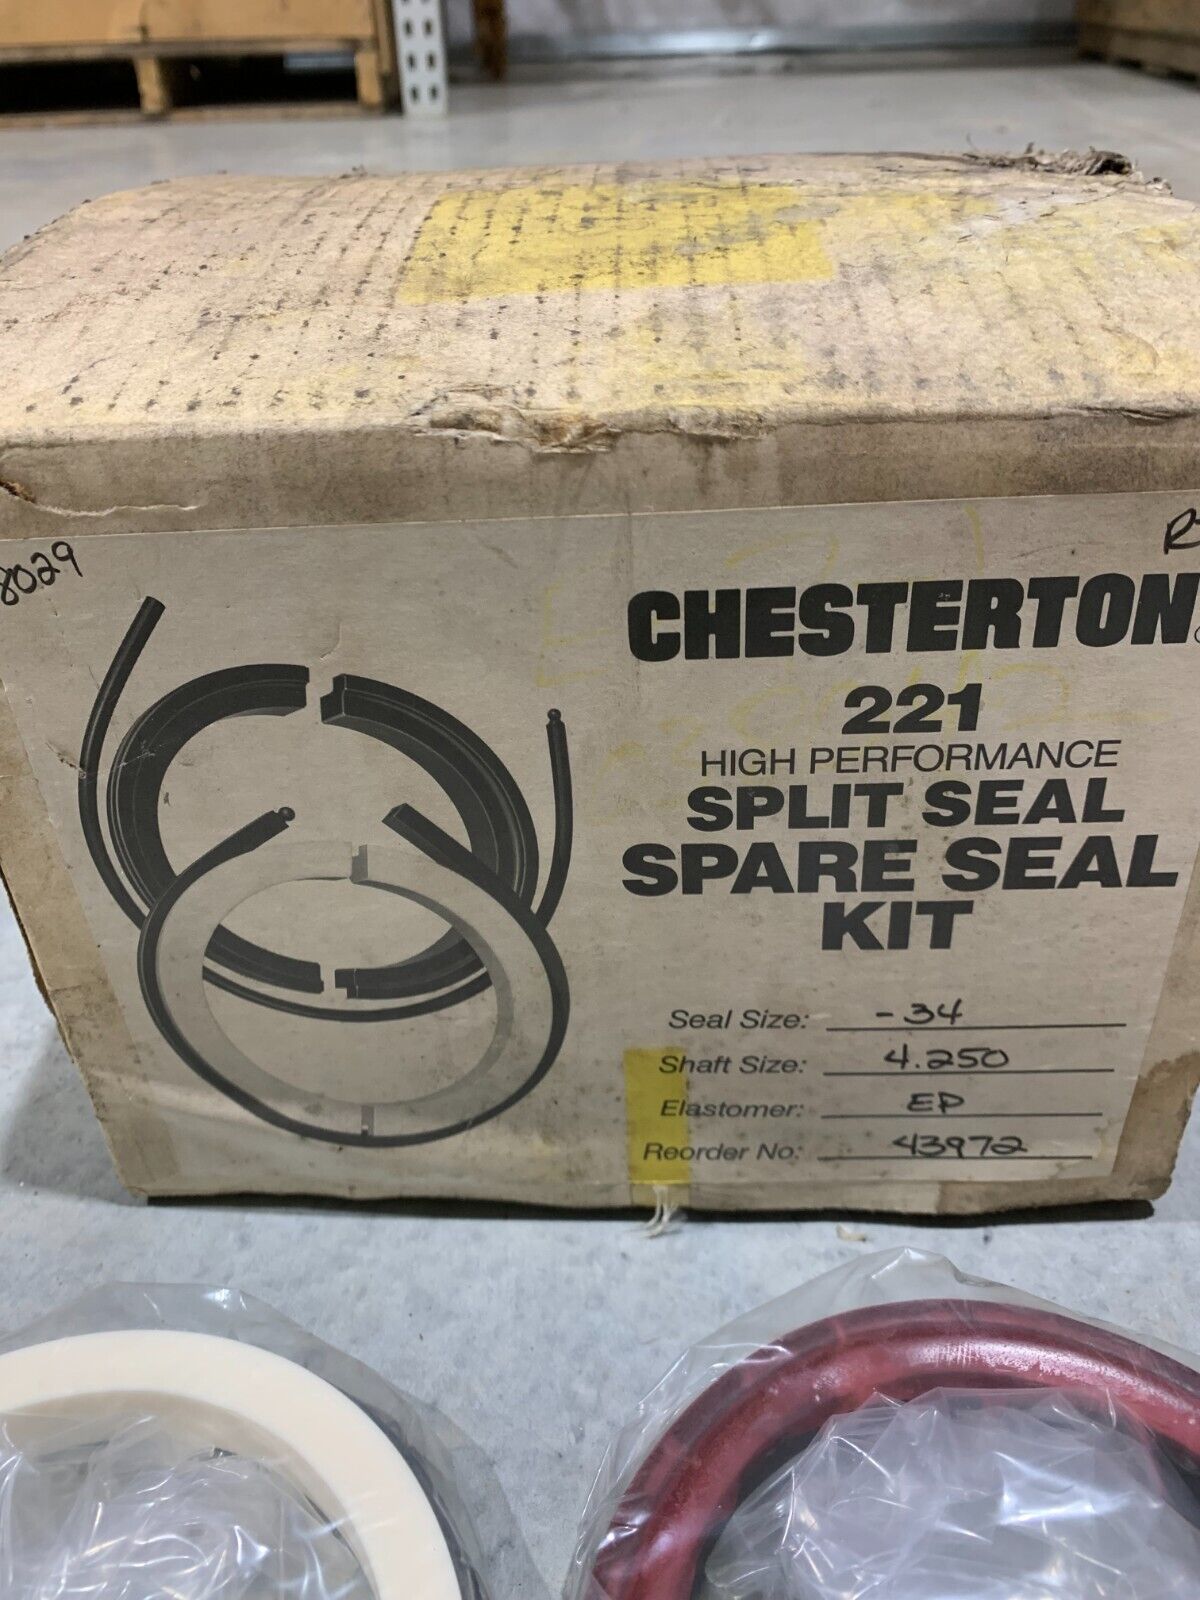 8029
R
CHESTERTON
221
HIGH PERFORMANCE
SPLIT SEAL
SPARE SEAL
KIT
Seal Size: -34
Shaft Size: 4.250
Elastomer: EP
Reorder No: 43972